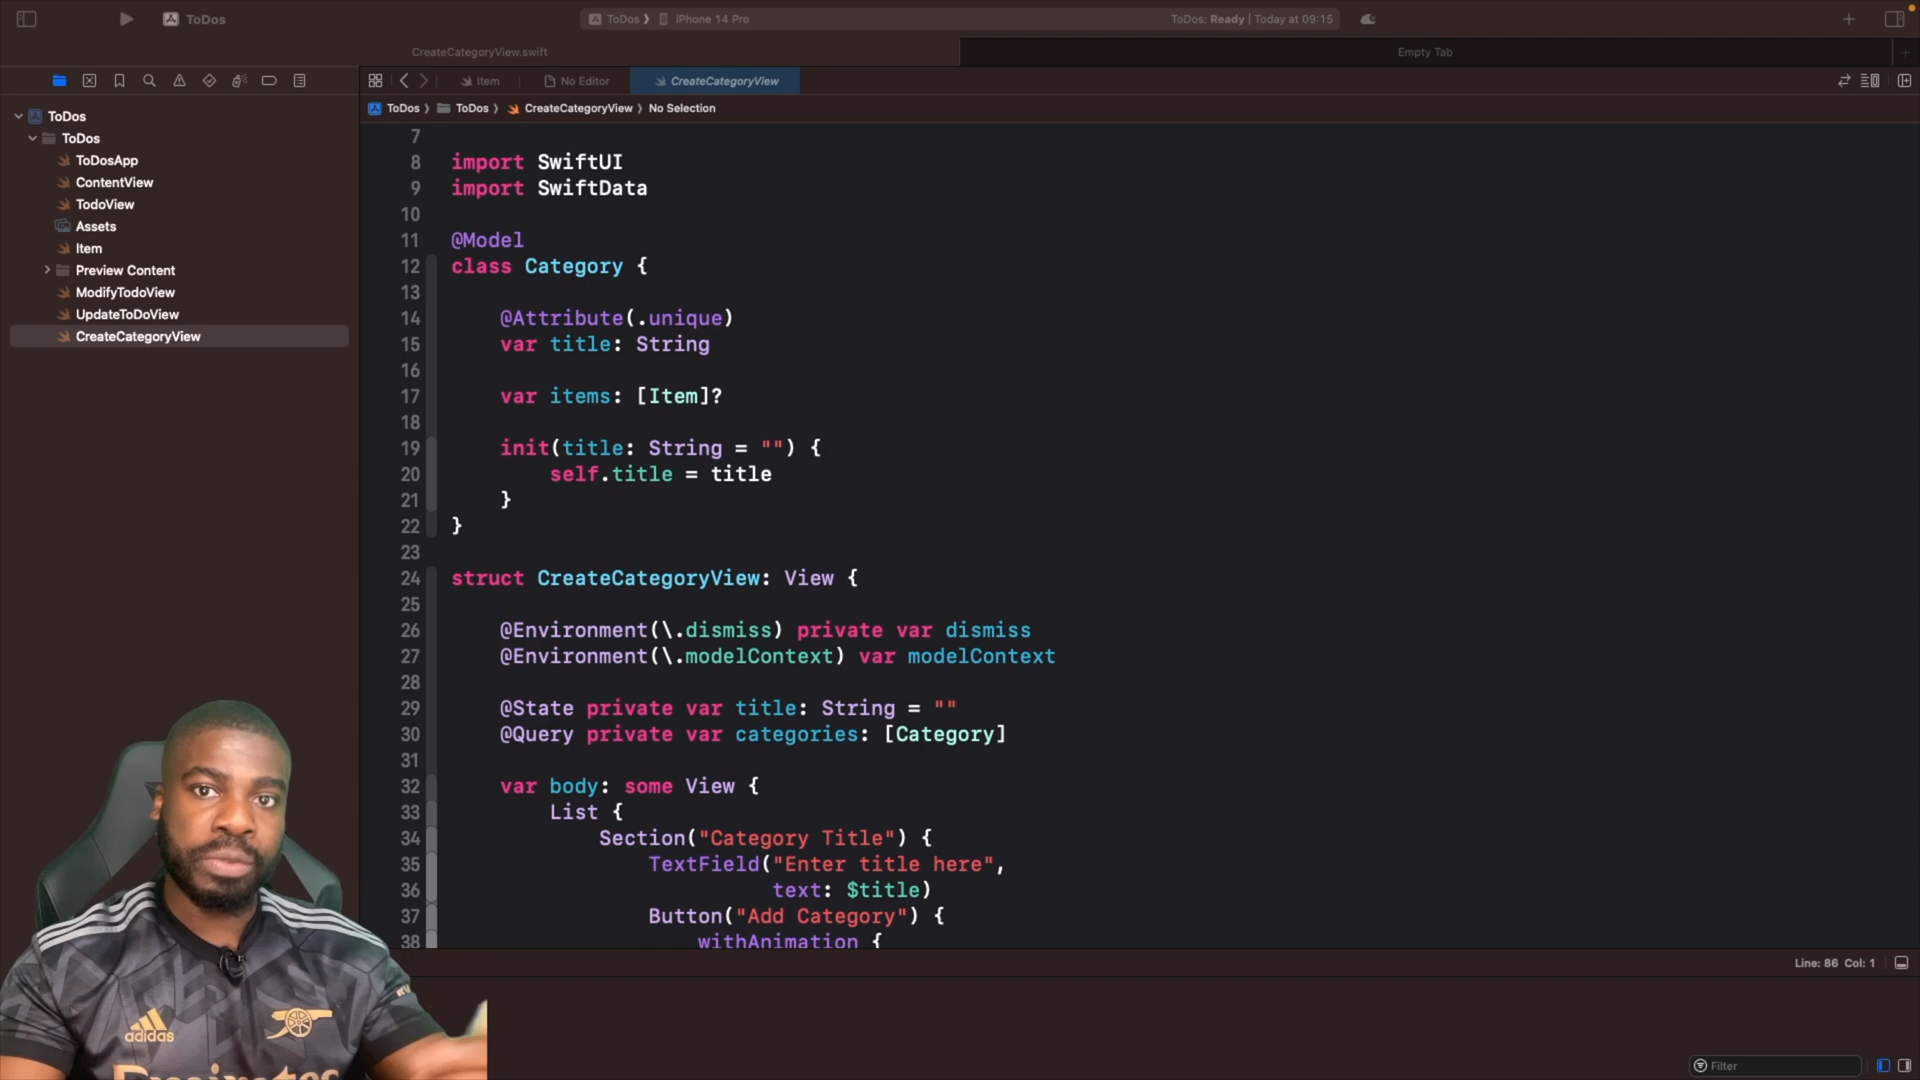 ToDos
ToDos ⟩ iPhone 14 Pro
ToDos: Ready | Today at 09:15
CreateCategoryView.swift
Empty Tab
Item
No Editor
CreateCategoryView
ToDos ⟩ ToDos ⟩ CreateCategoryView ⟩ No Selection
ToDos
ToDos
ToDosApp
ContentView
TodoView
Assets
Item
Preview Content
ModifyTodoView
UpdateToDoView
CreateCategoryView
7
8 import SwiftUI
9 import SwiftData
10
11 @Model
12 class Category {
13
14 @Attribute(.unique)
15 var title: String
16
17 var items: [Item]?
18
19 init(title: String = "") {
20 self.title = title
21 }
22 }
23
24 struct CreateCategoryView: View {
25
26 @Environment(\.dismiss) private var dismiss
27 @Environment(\.modelContext) var modelContext
28
29 @State private var title: String = ""
30 @Query private var categories: [Category]
31
32 var body: some View {
33 List {
34 Section("Category Title") {
35 TextField("Enter title here",
36 text: $title)
37 Button("Add Category") {
38 withAnimation {
Line: 86 Col: 1
Filter
adidas